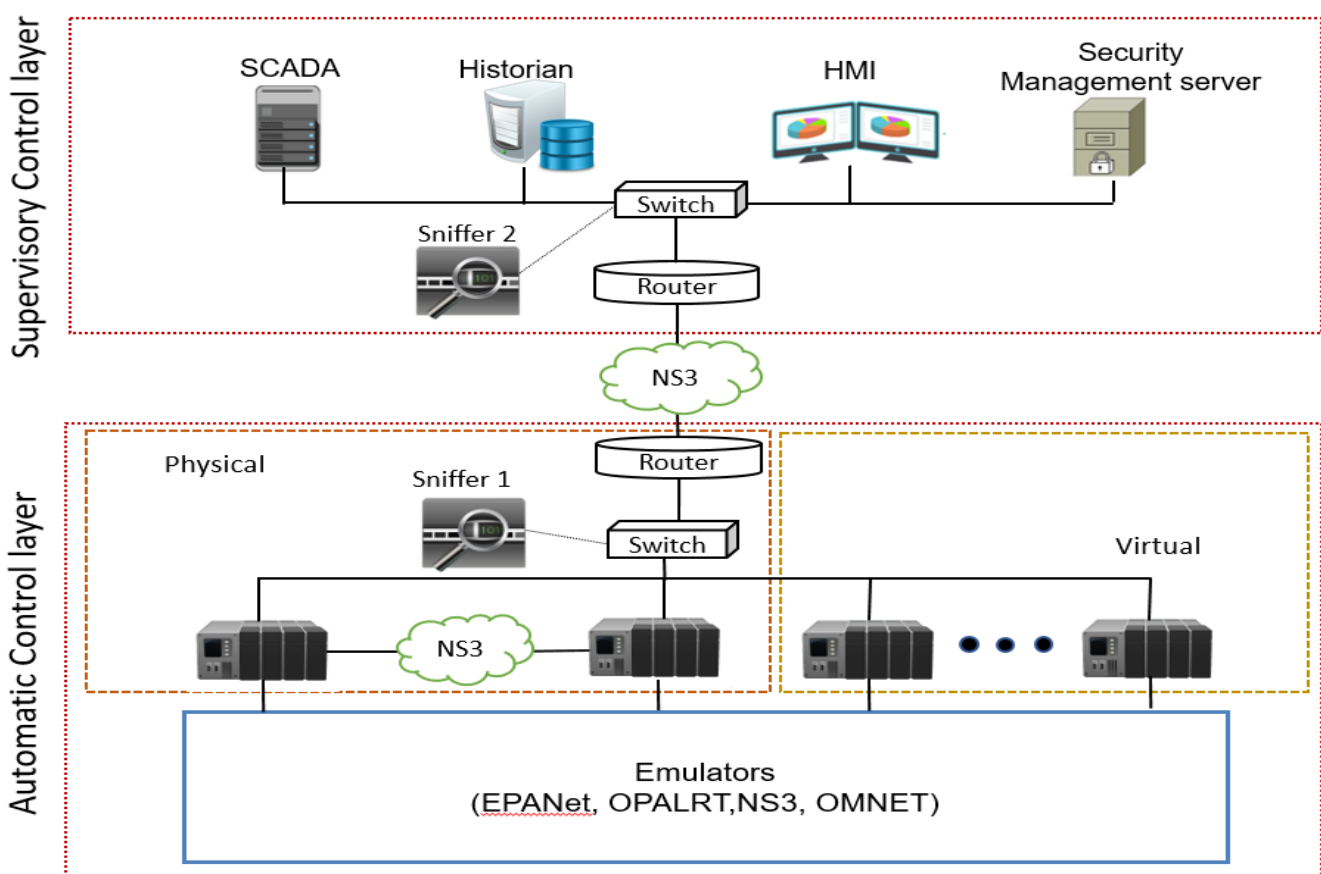 Supervisory Control layer
SCADA
Historian
HMI
Security
Management server
Switch
Sniffer 2
Router
NS3
Automatic Control layer
Physical
Router
Sniffer 1
Switch
Virtual
NS3
Emulators
(EPANet, OPALRT,NS3, OMNET)